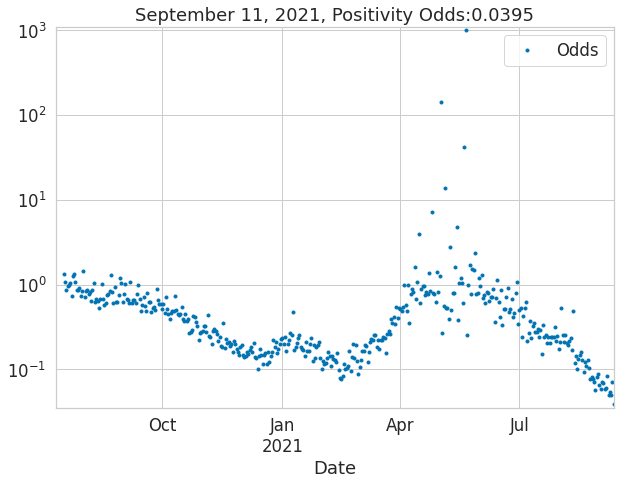 September 11, 2021, Positivity Odds:0.0395
Odds
10³
10²
10¹
10⁰
10⁻¹
Oct
Jan
Apr
Jul
2021
Date